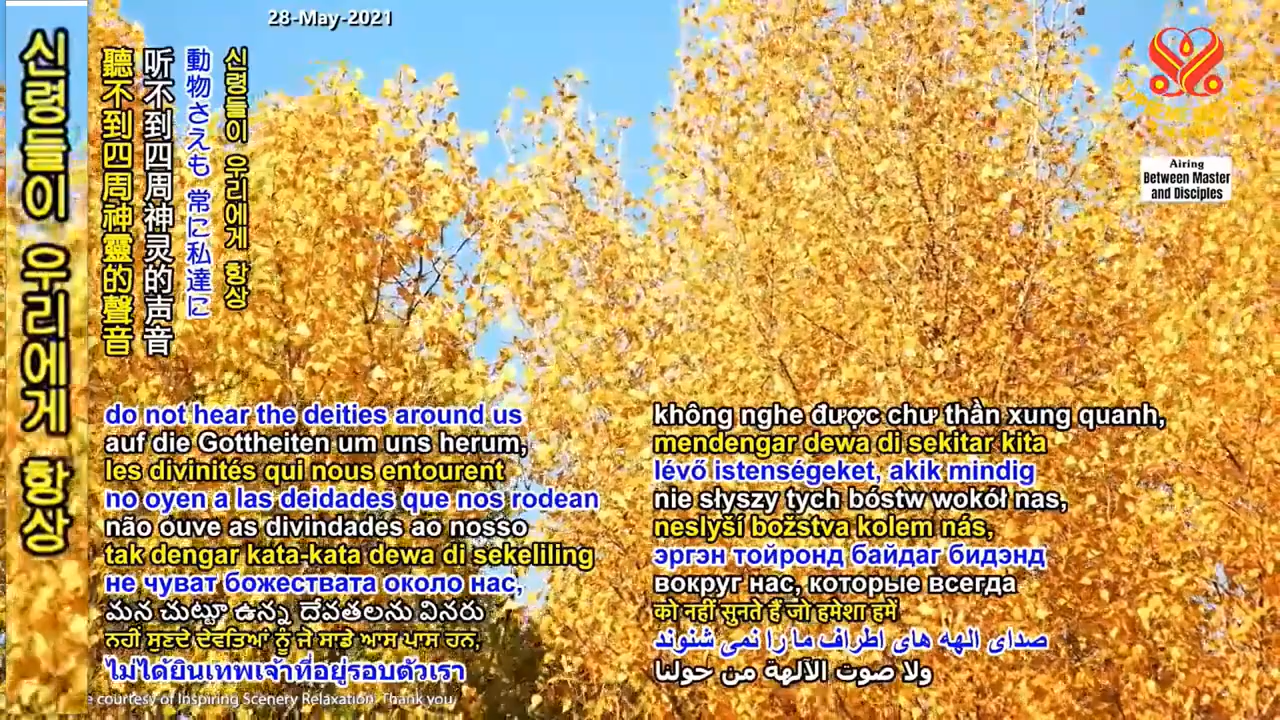 28-May-2021
신령들이 우리에게 항상
聽不到四周神靈的聲音
听不到四周神灵的声音
動物さえも 常に私達に
신령들이 우리에게 항상
Airing
Between Master
and Disciples
do not hear the deities around us
auf die Gottheiten um uns herum,
les divinités qui nous entourent
no oyen a las deidades que nos rodean
não ouve as divindades ao nosso
tak dengar kata-kata dewa di sekeliling
не чуват божествата около нас,
మన చుట్టూ ఉన్న దేవతలను వినరు
ਨਹੀਂ ਸੁਣਦੇ ਦੇਵਤਿਆਂ ਨੂੰ ਜੋ ਸਾਡੇ ਆਸ ਪਾਸ ਹਨ,
ไม่ได้ยินเทพเจ้าที่อยู่รอบตัวเรา
không nghe được chư thần xung quanh,
mendengar dewa di sekitar kita
lévő istenségeket, akik mindig
nie słyszy tych bóstw wokół nas,
neslyší božstva kolem nás,
эргэн тойронд байдаг бидэнд
вокруг нас, которые всегда
को नहीं सुनते हैं जो हमेशा हमें
صدای الهه های اطراف ما را نمی شنوند
ولا صوت الآلهة من حولنا
courtesy of Inspiring Scenery Relaxation. Thank you